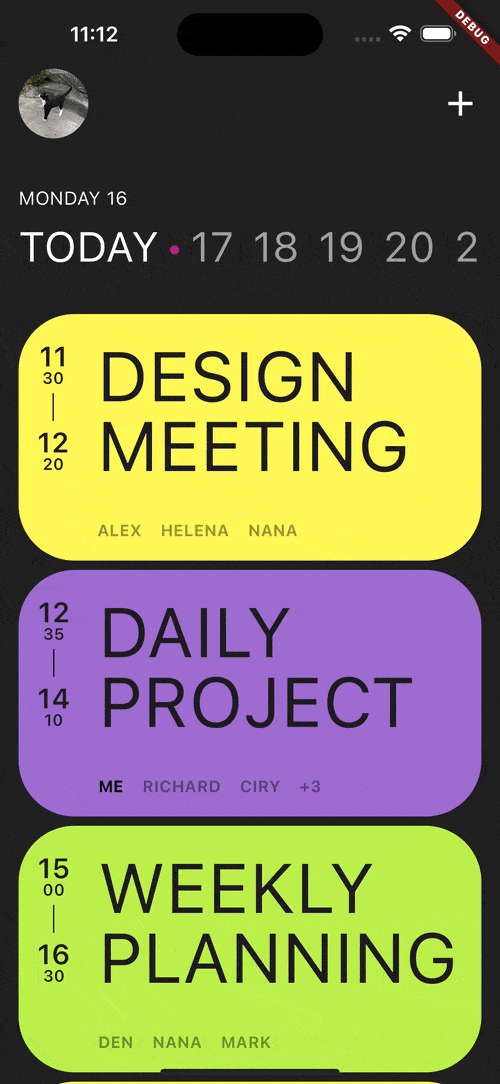 11:12
DEBUG
MONDAY 16
TODAY • 17 18 19 20 2
11
30
12
20
DESIGN
MEETING
ALEX HELENA NANA
12
35
14
10
DAILY
PROJECT
ME RICHARD CIRY +3
15
00
16
30
WEEKLY
PLANNING
DEN NANA MARK